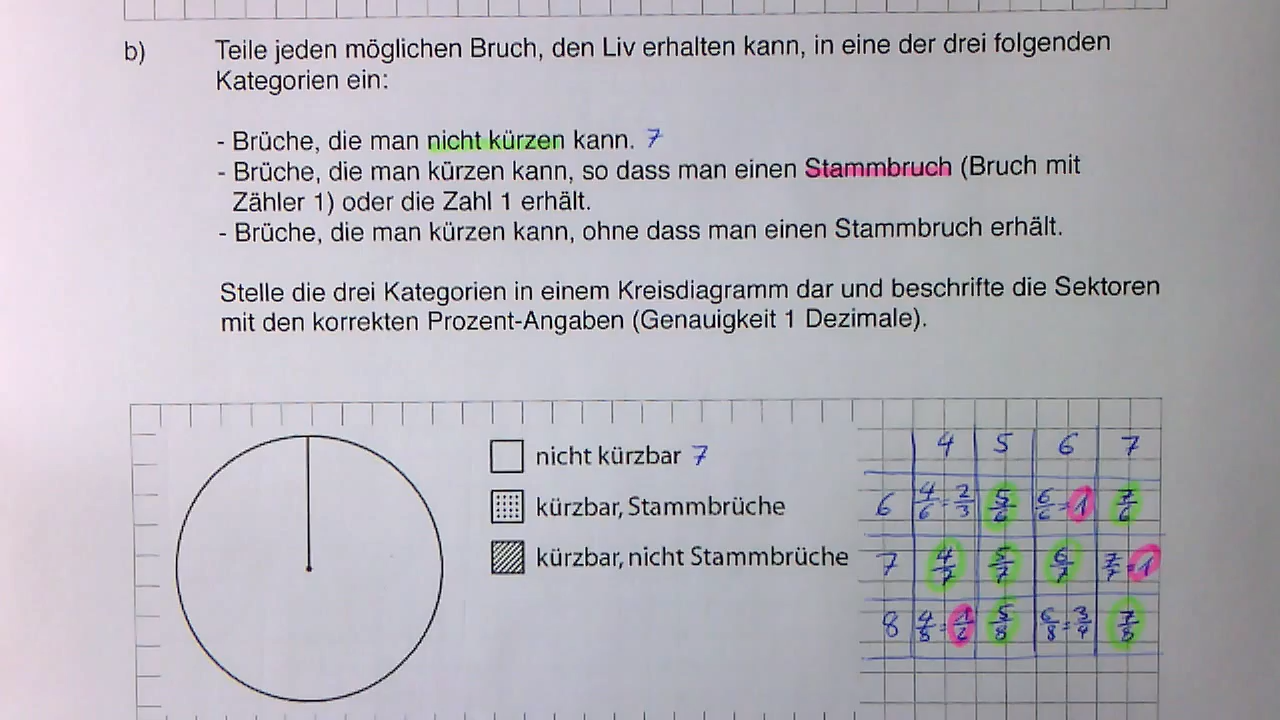 b) Teile jeden möglichen Bruch, den Liv erhalten kann, in eine der drei folgenden
Kategorien ein:
- Brüche, die man nicht kürzen kann. 7
- Brüche, die man kürzen kann, so dass man einen Stammbruch (Bruch mit
Zähler 1) oder die Zahl 1 erhält.
- Brüche, die man kürzen kann, ohne dass man einen Stammbruch erhält.
Stelle die drei Kategorien in einem Kreisdiagramm dar und beschrifte die Sektoren
mit den korrekten Prozent-Angaben (Genauigkeit 1 Dezimale).
nicht kürzbar 7
kürzbar, Stammbrüche
kürzbar, nicht Stammbrüche
4 5 6 7
6 4/6=2/3 5/6 6/6=1 7/6
7 4/7 5/7 6/7 7/7=1
8 4/8=1/2 5/8 6/8=3/4 7/8